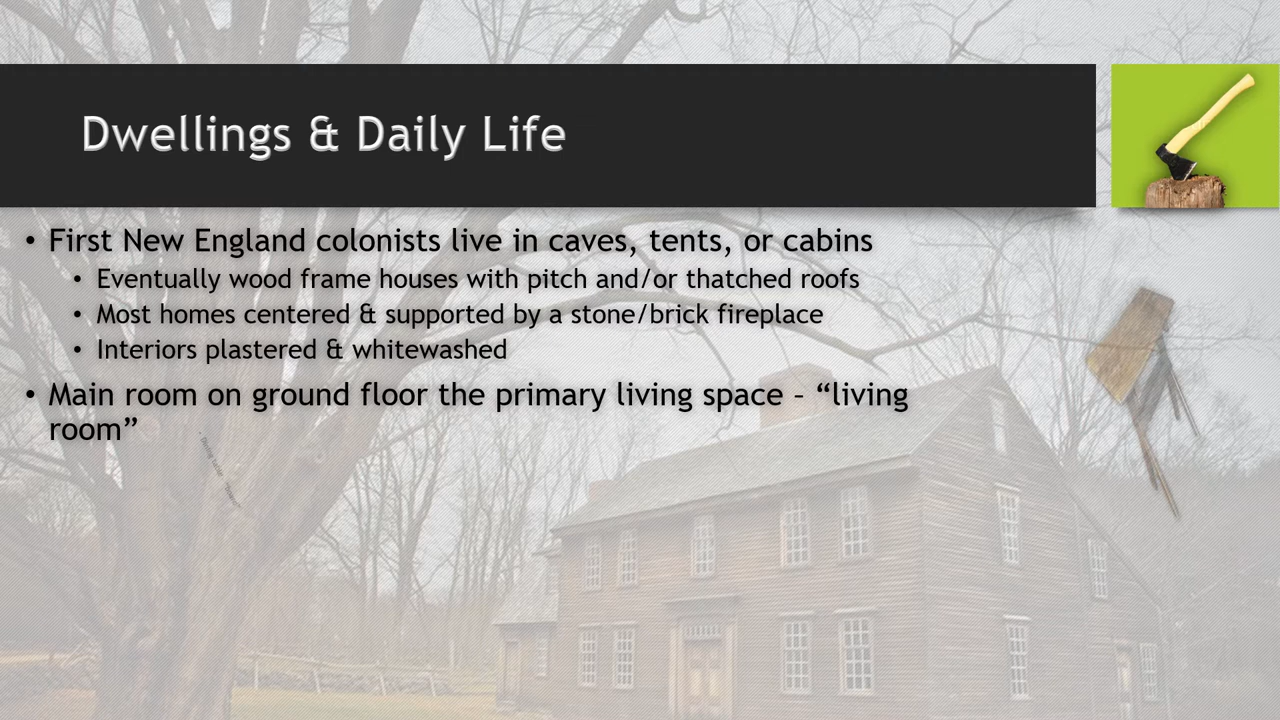 Dwellings & Daily Life
• First New England colonists live in caves, tents, or cabins
• Eventually wood frame houses with pitch and/or thatched roofs
• Most homes centered & supported by a stone/brick fireplace
• Interiors plastered & whitewashed
• Main room on ground floor the primary living space – “living
room”